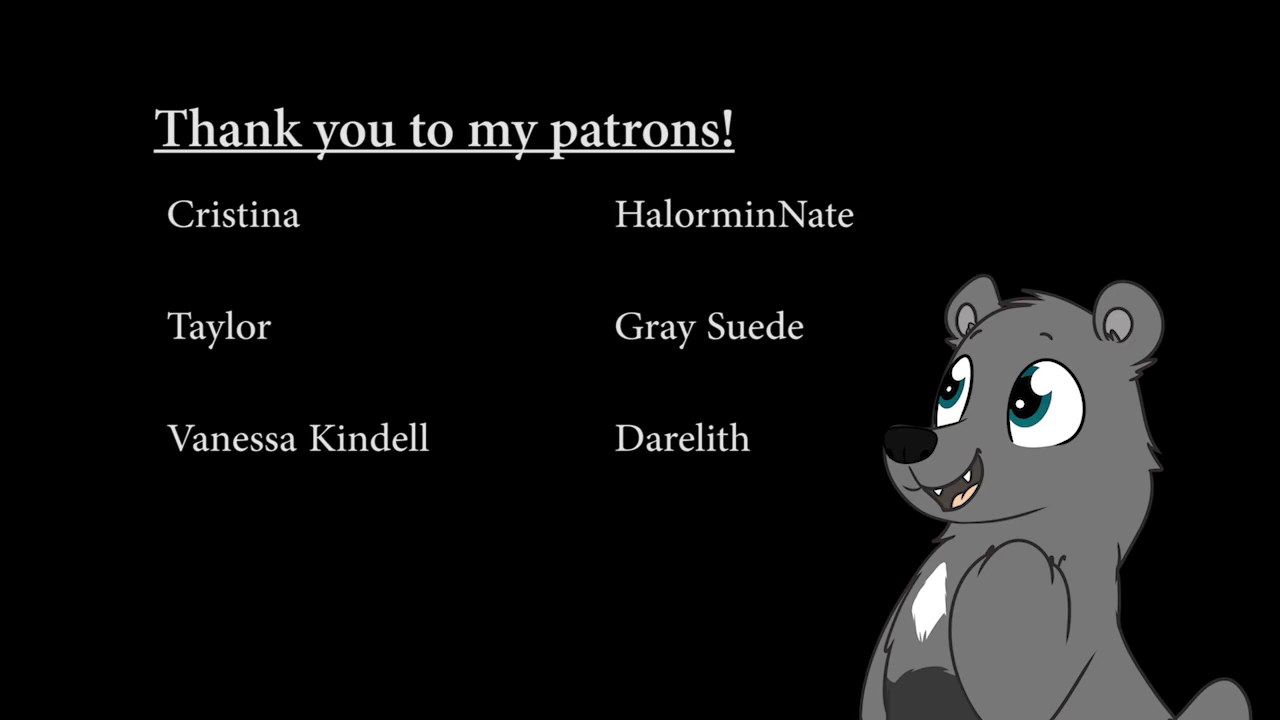 Thank you to my patrons!
Cristina
HalorminNate
Taylor
Gray Suede
Vanessa Kindell
Darelith